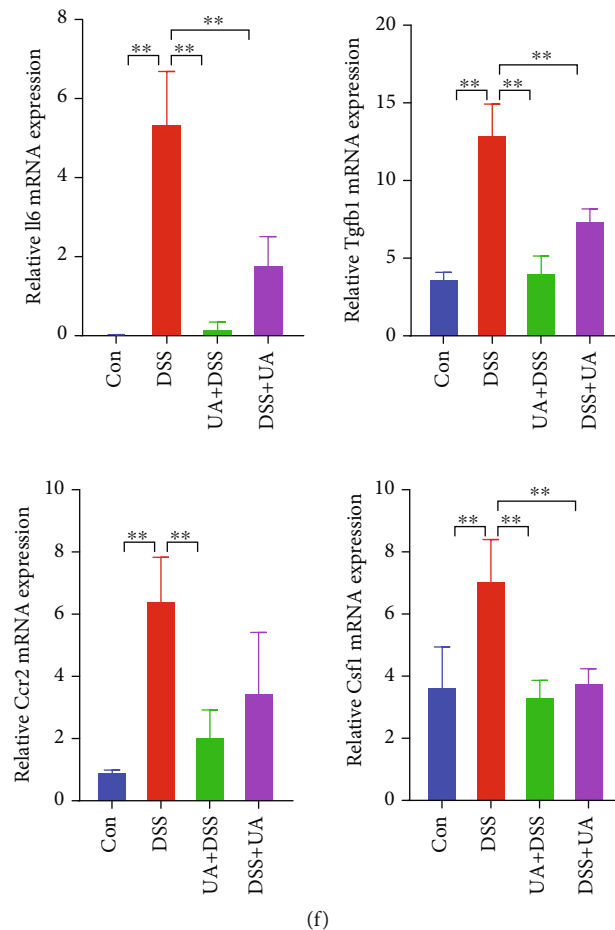 Relative Il6 mRNA expression
8
6
4
2
0
**
**
**
Con
DSS
UA+DSS
DSS+UA
Relative Tgfb1 mRNA expression
20
15
10
5
0
**
**
**
Con
DSS
UA+DSS
DSS+UA
Relative Ccr2 mRNA expression
10
8
6
4
2
0
**
**
Con
DSS
UA+DSS
DSS+UA
Relative Csf1 mRNA expression
10
8
6
4
2
0
**
**
**
Con
DSS
UA+DSS
DSS+UA
(f)